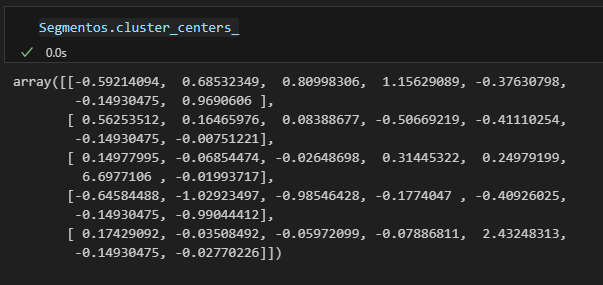 Segmentos.cluster_centers_
0.0s
array([[-0.59214094, 0.68532349, 0.80998306, 1.15629089, -0.37630798,
-0.14930475, 0.9690606 ],
[ 0.56253512, 0.16465976, 0.08388677, -0.50669219, -0.41110254,
-0.14930475, -0.00751221],
[ 0.14977995, -0.06854474, -0.02648698, 0.31445322, 0.24979199,
6.6977106 , -0.01993717],
[-0.64584488, -1.02923497, -0.98546428, -0.1774047 , -0.40926025,
-0.14930475, -0.99044412],
[ 0.17429092, -0.03508492, -0.05972099, -0.07886811, 2.43248313,
-0.14930475, -0.02770226]])